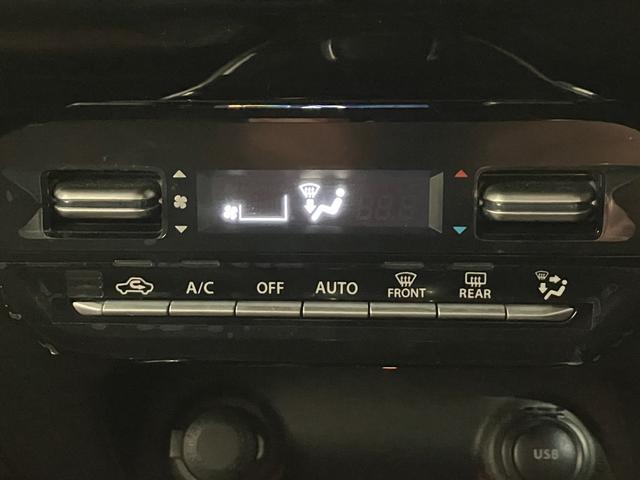 A/C OFF AUTO FRONT REAR
USB